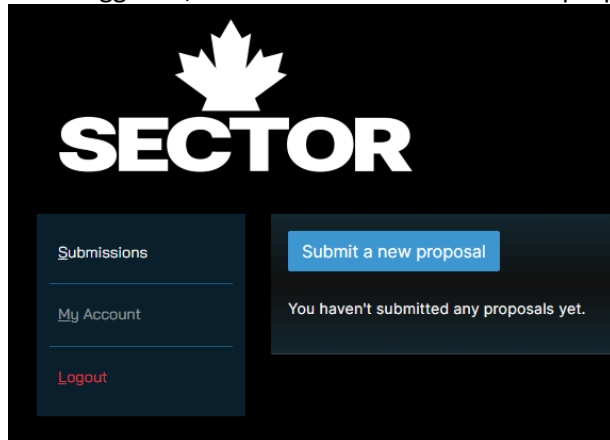 SECTOR
Submissions
Submit a new proposal
You haven't submitted any proposals yet.
My Account
Logout